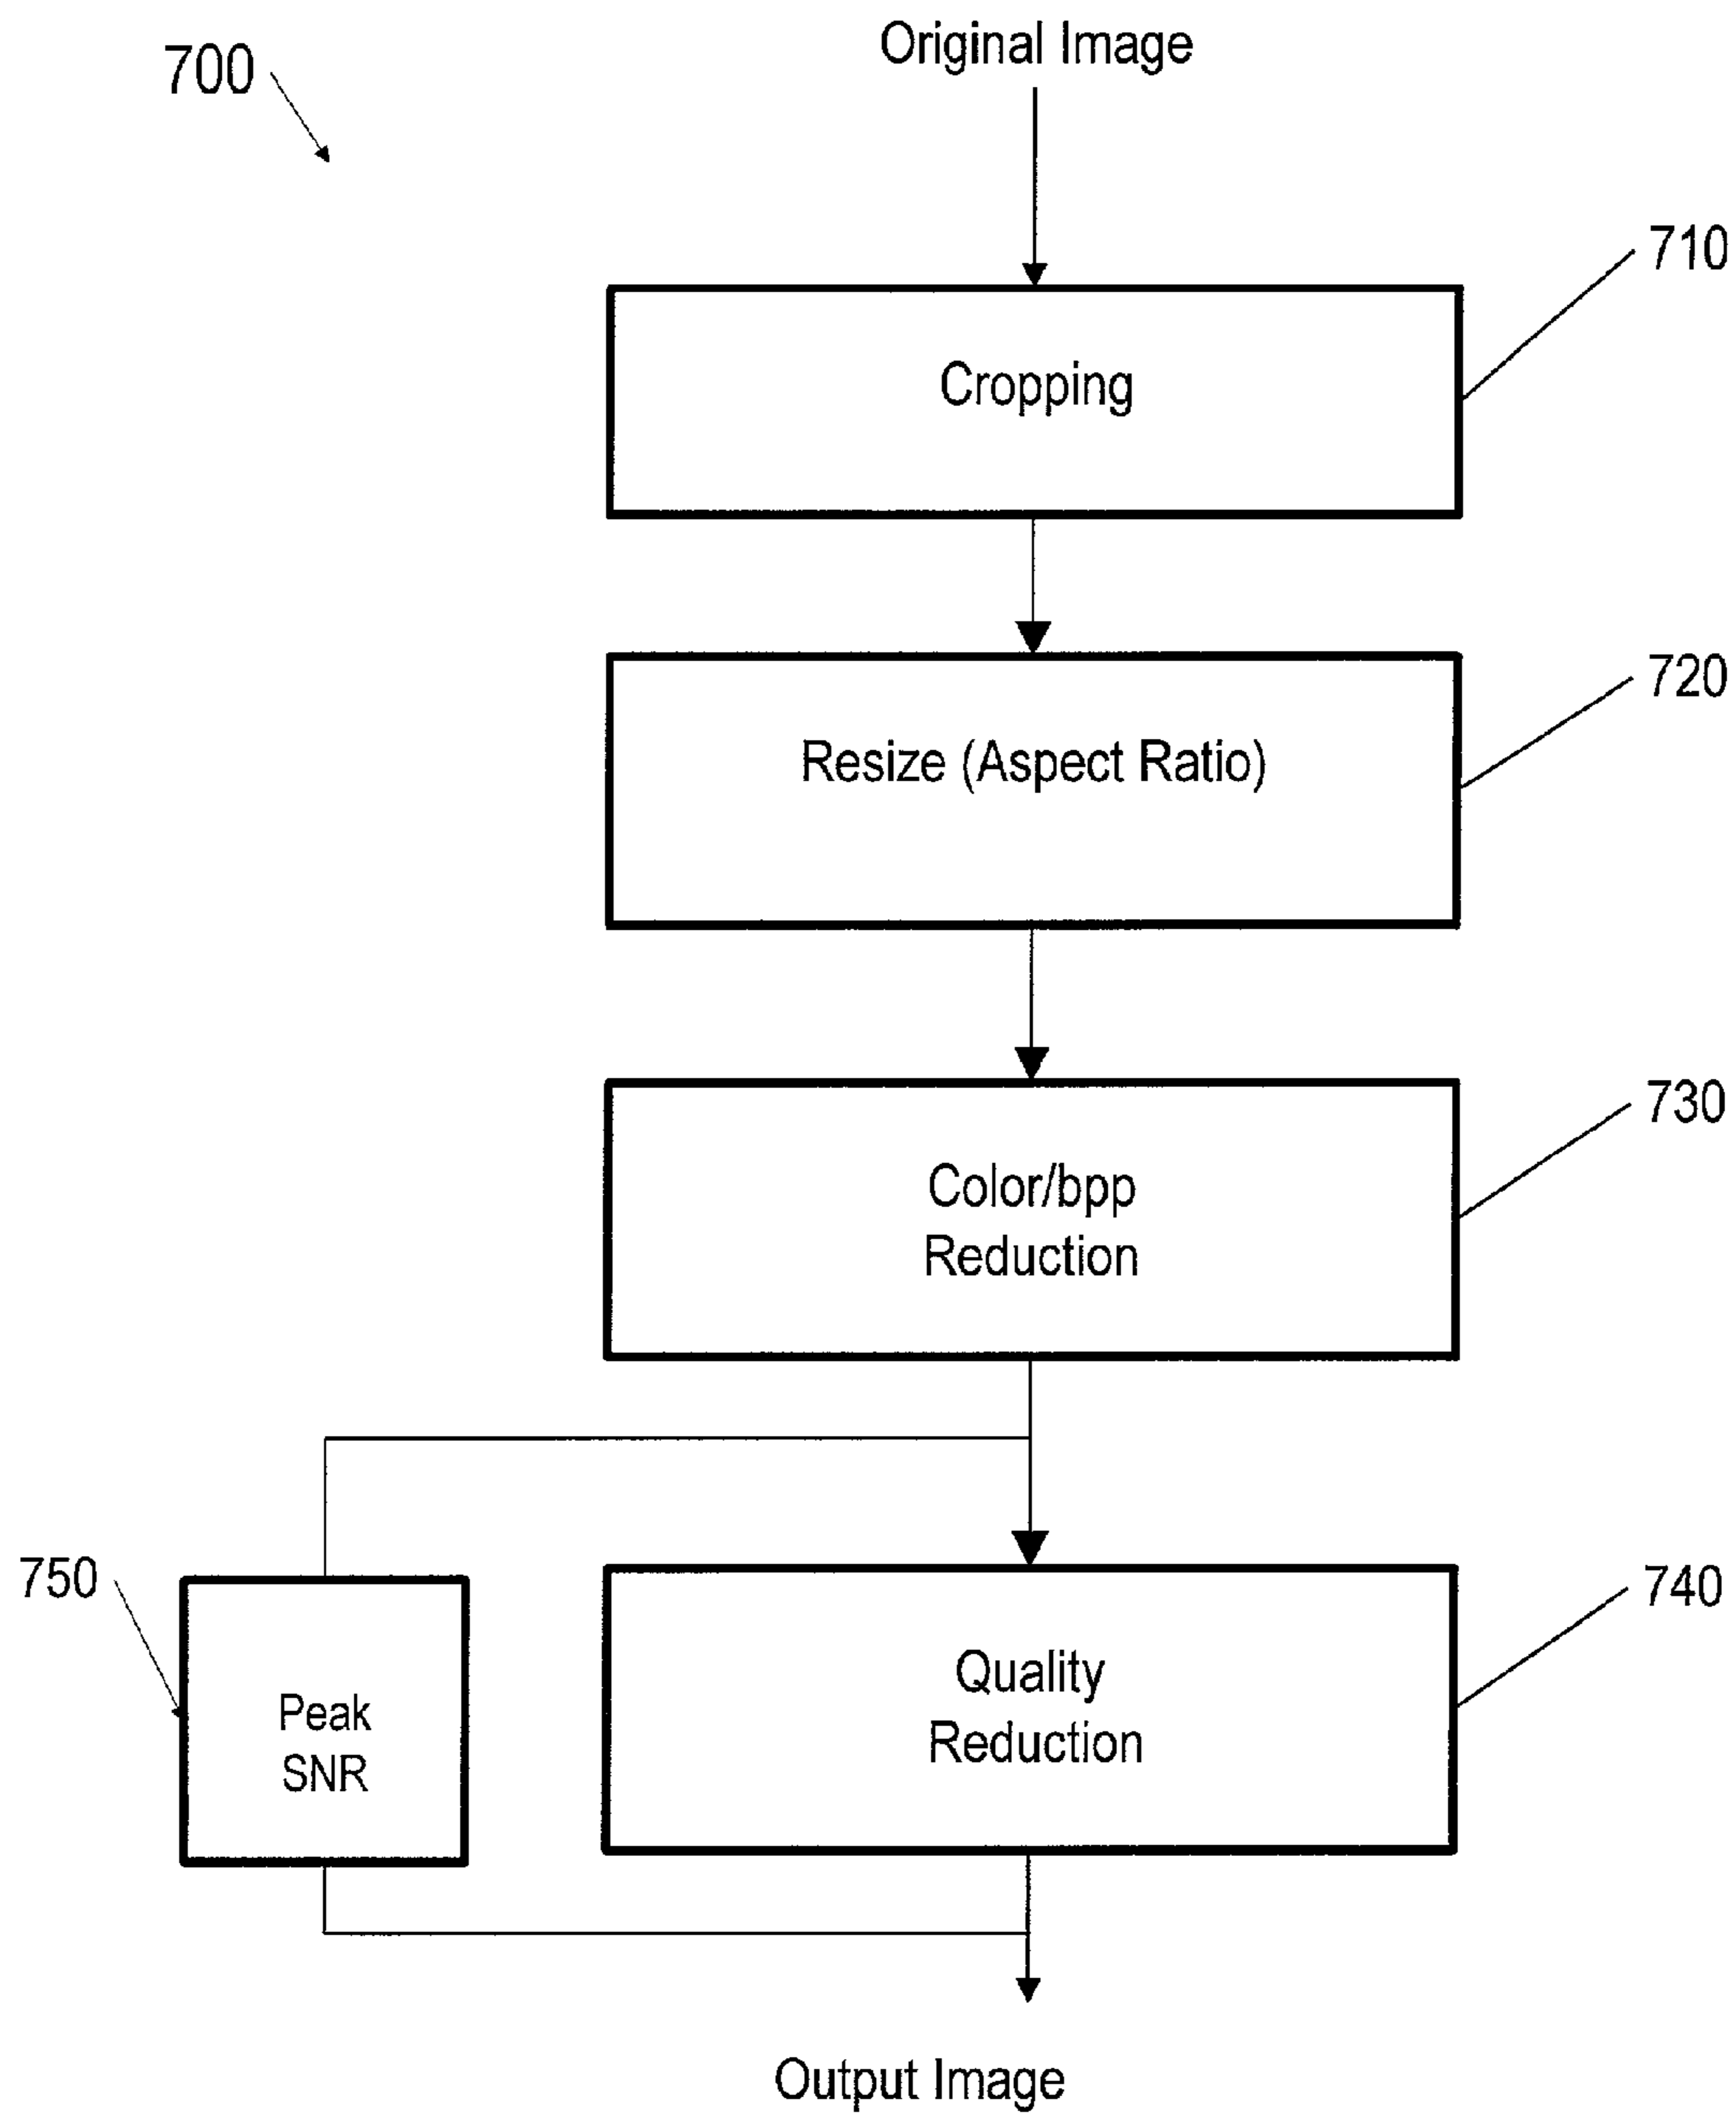 700
Original Image
710
Cropping
720
Resize (Aspect Ratio)
730
Color/bpp
Reduction
750
740
Peak
SNR
Quality
Reduction
Output Image